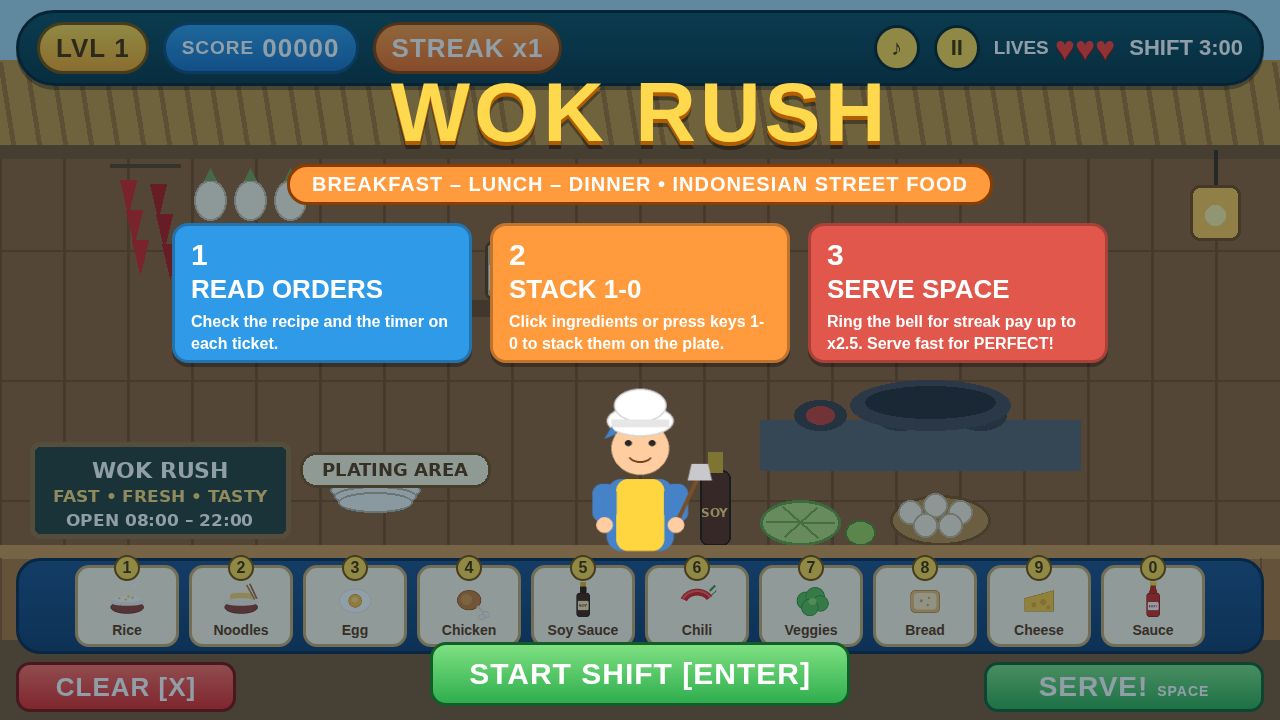 LVL 1
SCORE 00000
STREAK x1
♪
II
LIVES ♥♥♥
SHIFT 3:00
WOK RUSH
BREAKFAST – LUNCH – DINNER • INDONESIAN STREET FOOD
1
READ ORDERS
Check the recipe and the timer on
each ticket.
2
STACK 1-0
Click ingredients or press keys 1-
0 to stack them on the plate.
3
SERVE SPACE
Ring the bell for streak pay up to
x2.5. Serve fast for PERFECT!
WOK RUSH
FAST • FRESH • TASTY
OPEN 08:00 – 22:00
PLATING AREA
SOY
1
Rice
2
Noodles
3
Egg
4
Chicken
5
Soy Sauce
6
Chili
7
Veggies
8
Bread
9
Cheese
0
Sauce
CLEAR [X]
START SHIFT [ENTER]
SERVE! SPACE